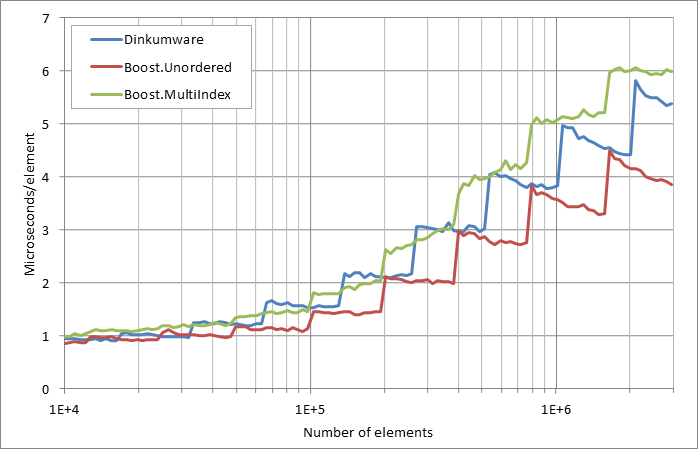 7
6
5
4
3
2
1
0
Microseconds/element
Dinkumware
Boost.Unordered
Boost.MultiIndex
1E+4
1E+5
1E+6
Number of elements